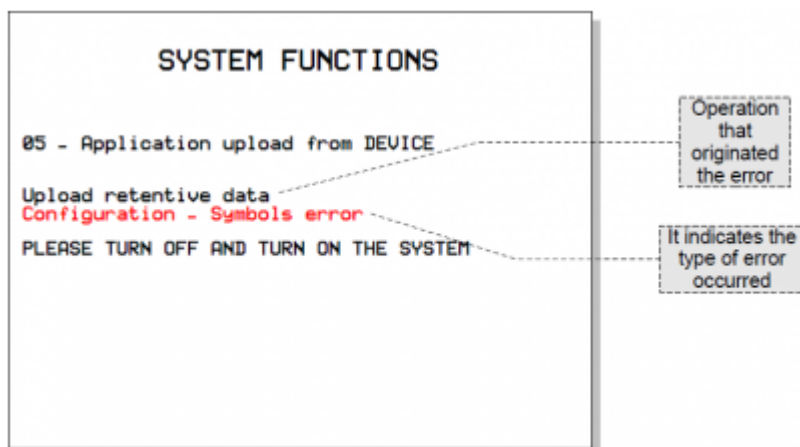 SYSTEM FUNCTIONS
05 - Application upload from DEVICE
Upload retentive data
Configuration - Symbols error
PLEASE TURN OFF AND TURN ON THE SYSTEM
Operation
that
originated
the error
It indicates the
type of error
occurred